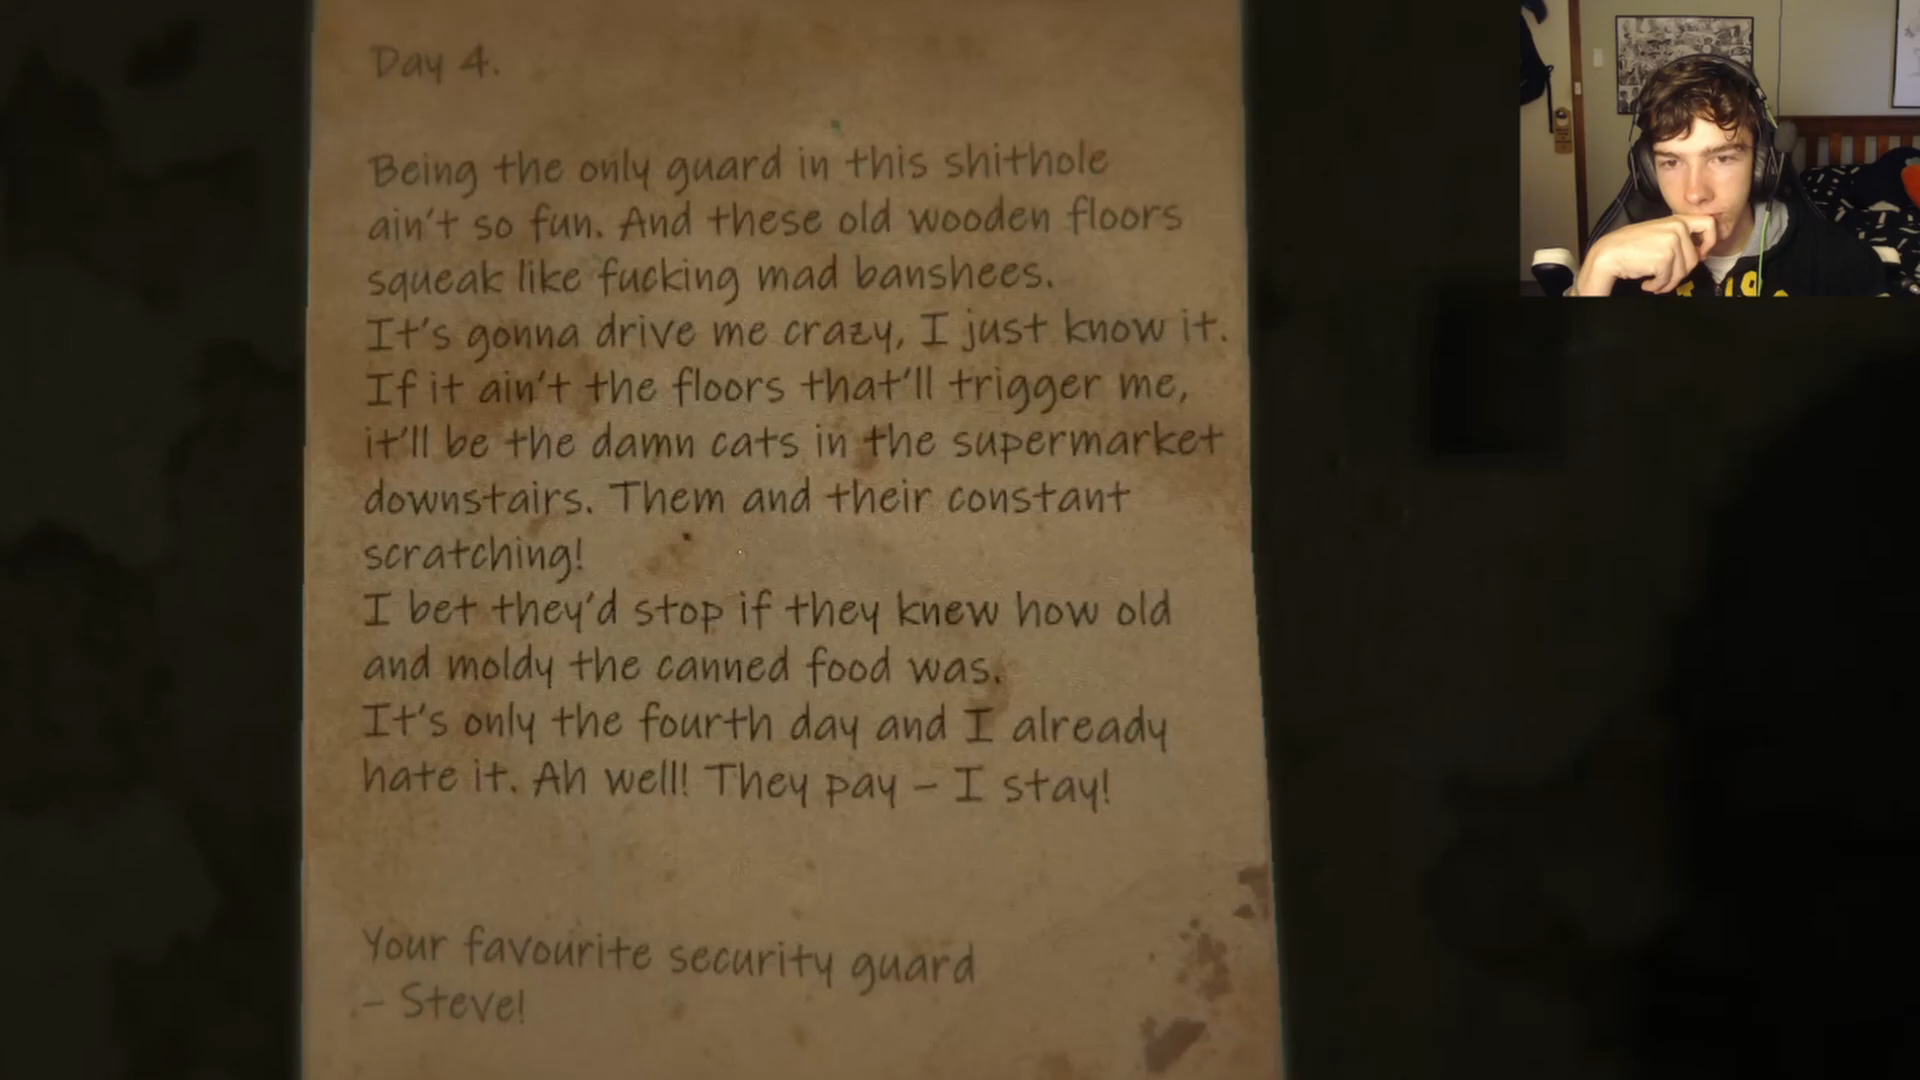 Day 4.
Being the only guard in this shithole
ain't so fun. And these old wooden floors
squeak like fucking mad banshees.
It's gonna drive me crazy, I just know it.
If it ain't the floors that'll trigger me,
it'll be the damn cats in the supermarket
downstairs. Them and their constant
scratching!
I bet they'd stop if they knew how old
and moldy the canned food was.
It's only the fourth day and I already
hate it. Ah well! They pay – I stay!
Your favourite security guard
– Steve!